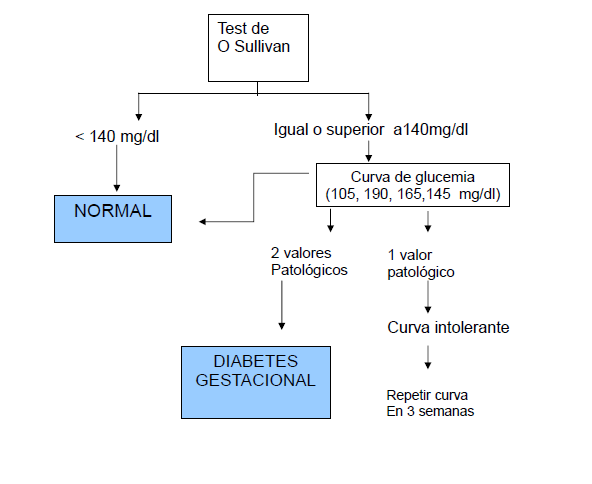 Test de
O Sullivan
< 140 mg/dl
Igual o superior  a140mg/dl
Curva de glucemia
(105, 190, 165,145  mg/dl)
NORMAL
2 valores
Patológicos
1 valor
patológico
Curva intolerante
DIABETES
GESTACIONAL
Repetir curva
En 3 semanas